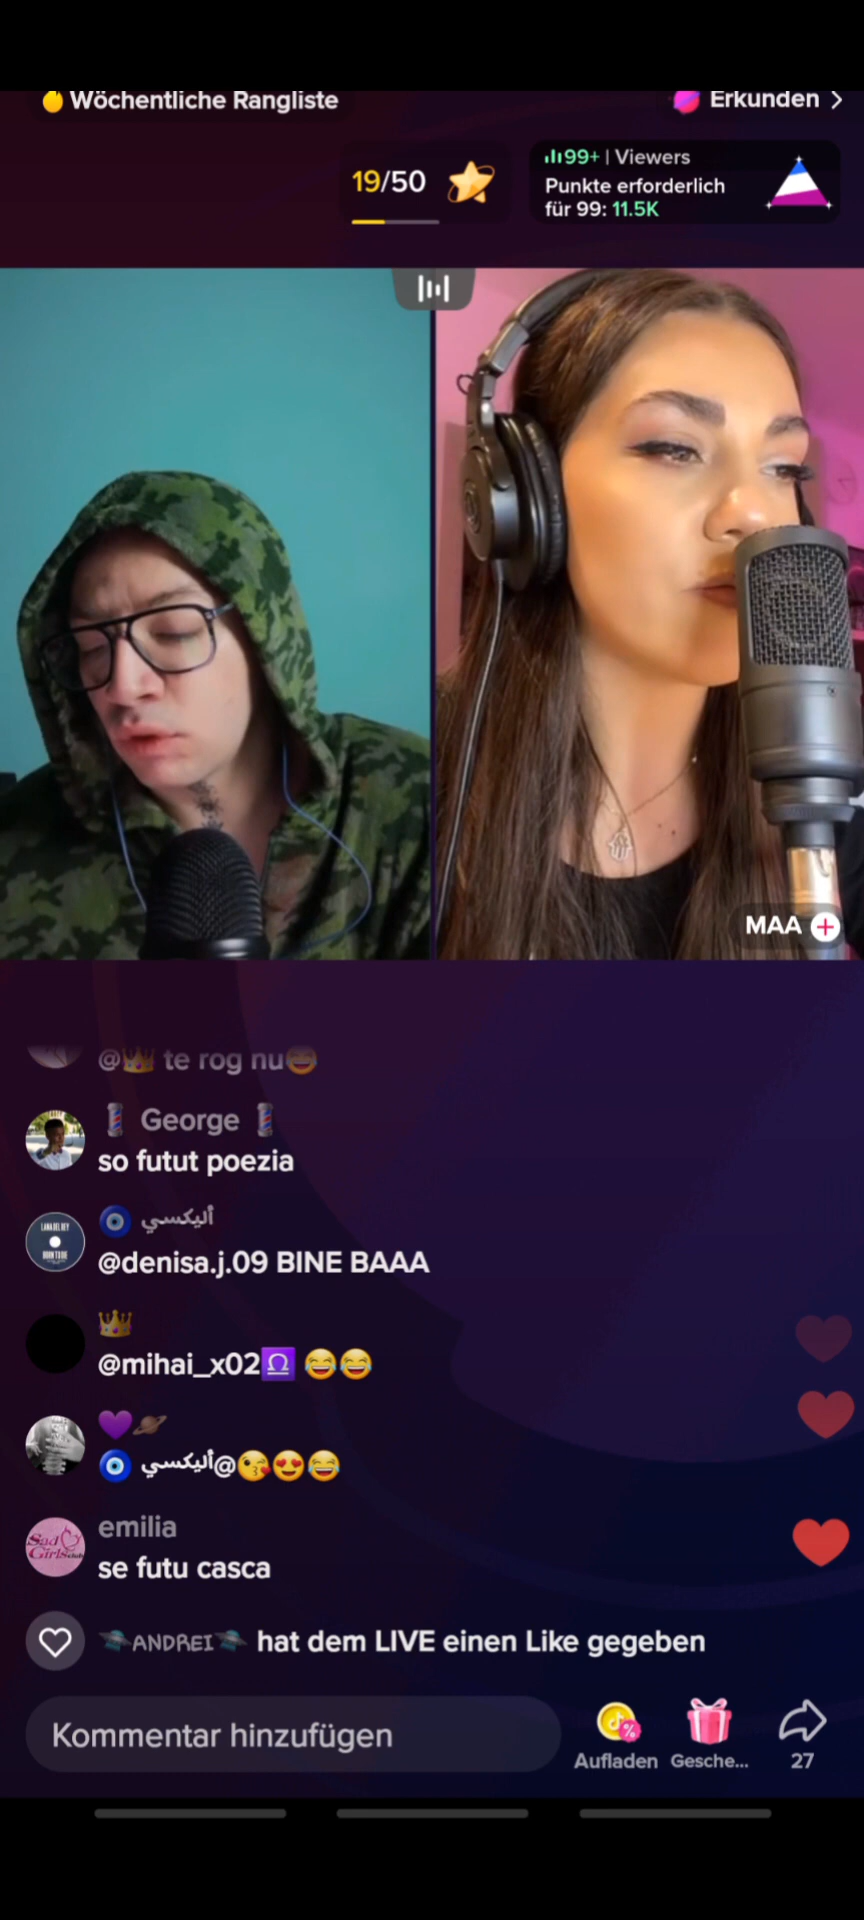 Wöchentliche Rangliste
Erkunden >
19/50
99+ | Viewers
Punkte erforderlich
für 99: 11.5K
MAA
@👑 te rog nu😂
💈 George 💈
so futut poezia
🧿 أليكسي
@denisa.j.09 BINE BAAA
👑
@mihai_x02♎ 😂😂
💜🪐
🧿 أليكسي@😘😍😂
emilia
se futu casca
🛸ANDREI🛸 hat dem LIVE einen Like gegeben
Kommentar hinzufügen
Aufladen
Gesche...
27